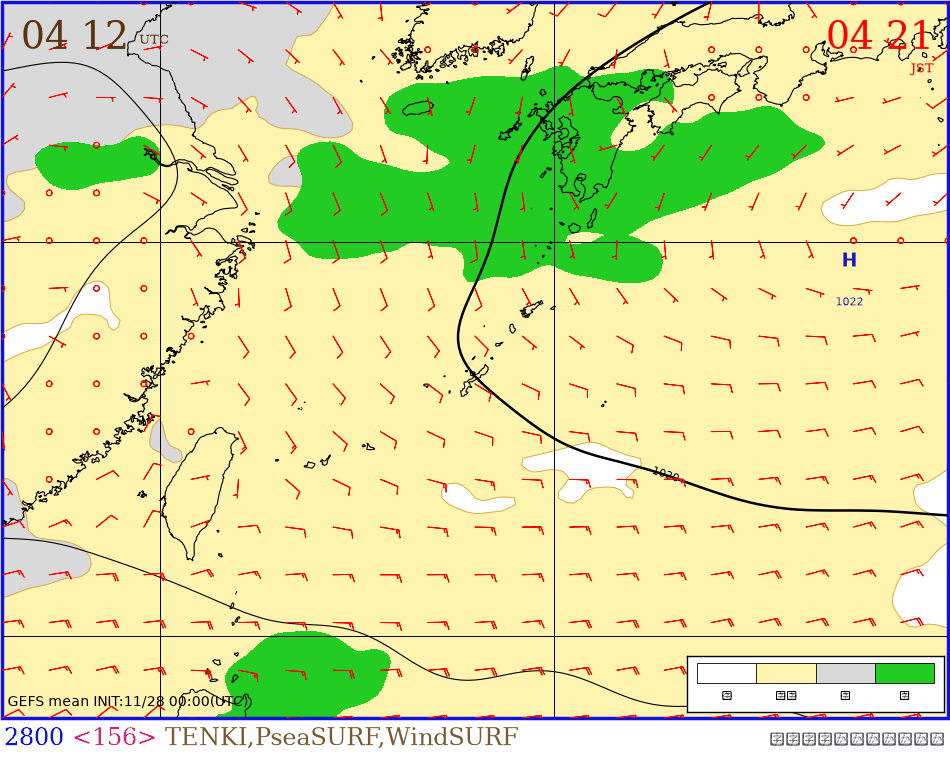 04 12 UTC
04 21
JST
H
1022
1020
GEFS mean INIT:11/28 00:00(UTC)
2800 <156> TENKI,PseaSURF,WindSURF